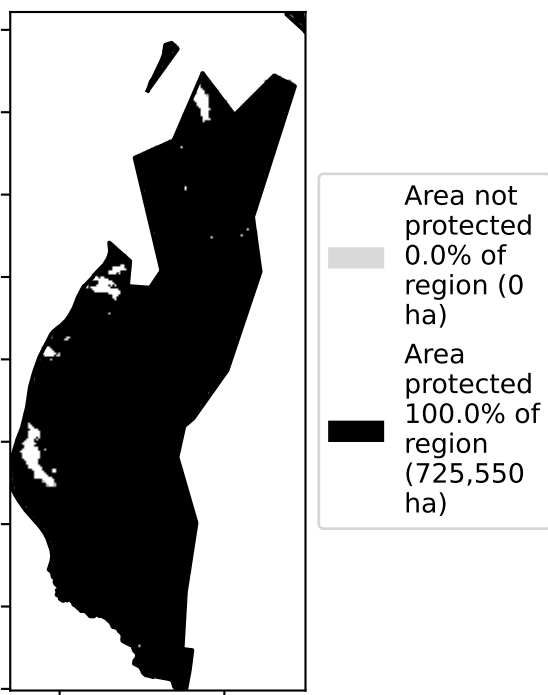 Area not
protected
0.0% of
region (0
ha)
Area
protected
100.0% of
region
(725,550
ha)